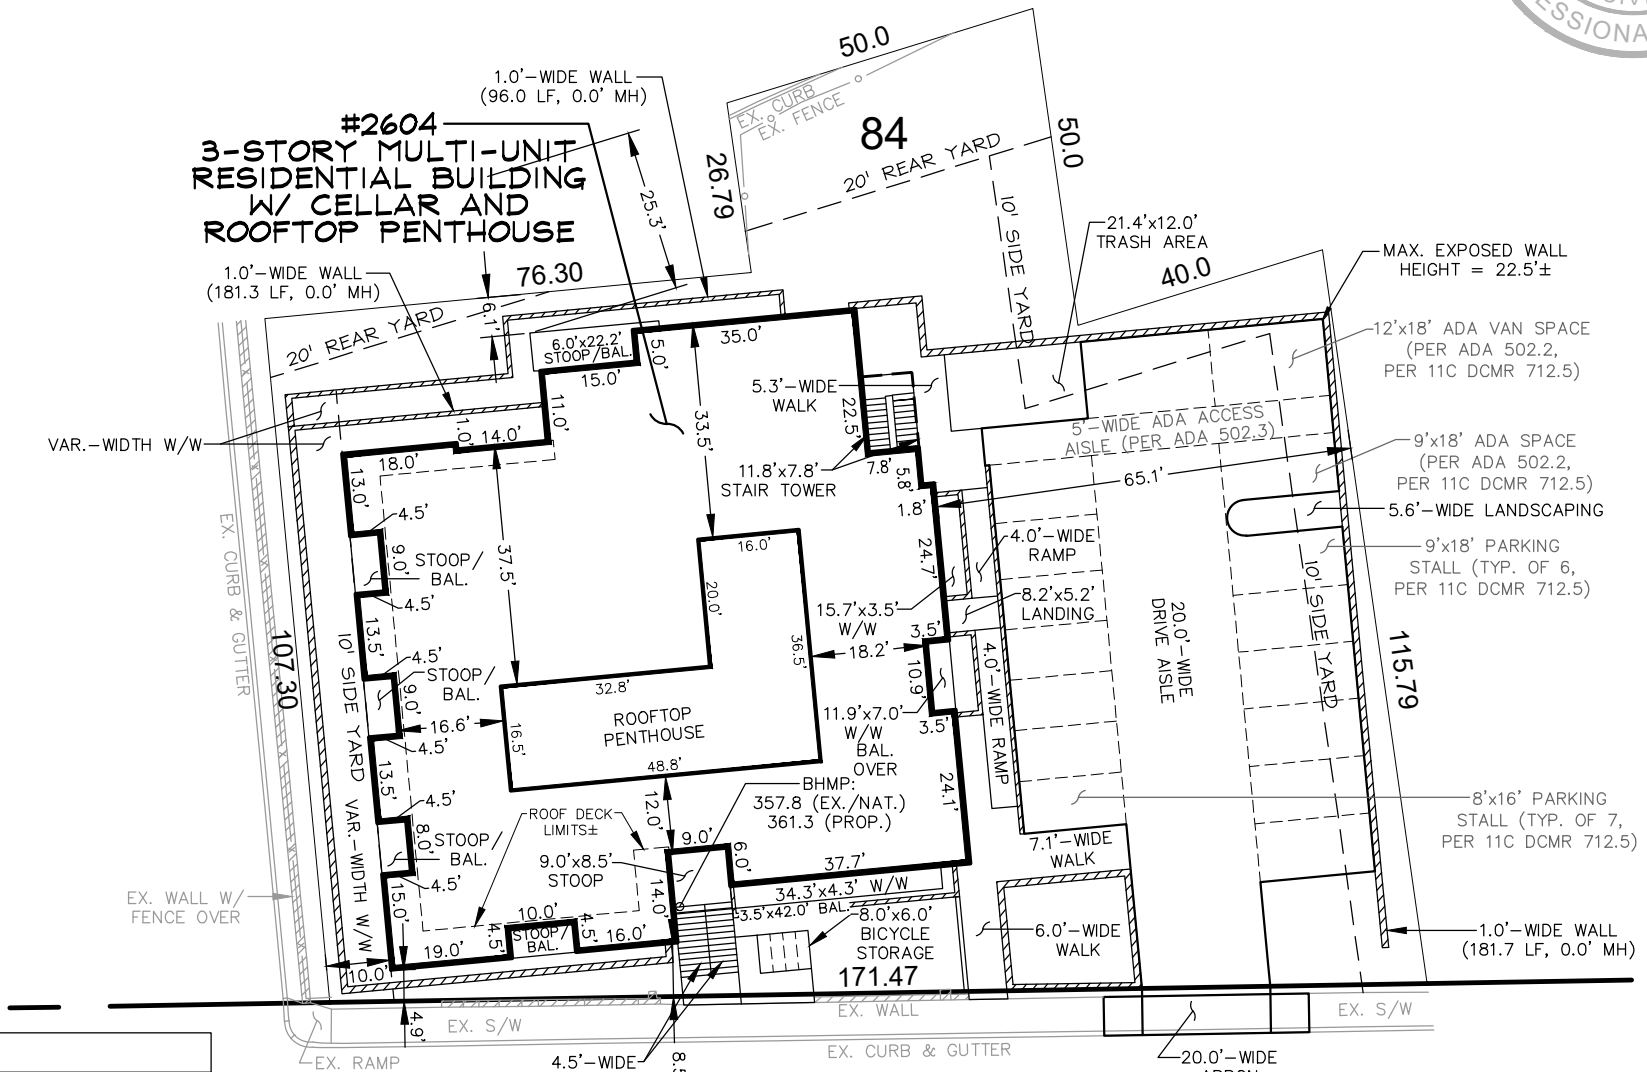 SSIONA
50.0
1.0'-WIDE WALL
(96.0 LF, 0.0' MH)
#2604
3-STORY MULTI-UNIT
RESIDENTIAL BUILDING
W/ CELLAR AND
ROOFTOP PENTHOUSE
EX. CURB
EX. FENCE
84
50.0
26.79
20' REAR YARD
25.3'
10' SIDE YARD
21.4'x12.0'
TRASH AREA
40.0
MAX. EXPOSED WALL
HEIGHT = 22.5'±
1.0'-WIDE WALL
(181.3 LF, 0.0' MH)
76.30
6.1'
20' REAR YARD
6.0'x22.2'
STOOP/BAL.
5.0'
35.0'
15.0'
12'x18' ADA VAN SPACE
(PER ADA 502.2,
PER 11C DCMR 712.5)
5.3'-WIDE
WALK
22.5'
11.0'
33.5'
5'-WIDE ADA ACCESS
AISLE (PER ADA 502.3)
VAR.-WIDTH W/W
1.0'
14.0'
18.0'
13.0'
4.5'
11.8'x7.8'
STAIR TOWER
7.8'
5.8'
1.8'
65.1'
9'x18' ADA SPACE
(PER ADA 502.2,
PER 11C DCMR 712.5)
5.6'-WIDE LANDSCAPING
EX. CURB & GUTTER
9.0'
STOOP/
BAL.
37.5'
16.0'
24.7'
4.0'-WIDE
RAMP
9'x18' PARKING
STALL (TYP. OF 6,
PER 11C DCMR 712.5)
4.5'
20.0'
15.7'x3.5'
W/W
8.2'x5.2'
LANDING
10' SIDE YARD
107.30
10' SIDE YARD
13.5'
4.5'
STOOP/
BAL.
36.5'
3.5'
18.2'
4.0'-WIDE RAMP
20.0'-WIDE
DRIVE AISLE
115.79
9.0'
32.8'
10.9'
16.6'
16.5'
ROOFTOP
PENTHOUSE
11.9'x7.0'
W/W
BAL.
OVER
3.5'
4.5'
48.8'
13.5'
BHMP:
357.8 (EX./NAT.)
361.3 (PROP.)
24.1'
4.5'
12.0'
ROOF DECK
LIMITS±
8'x16' PARKING
STALL (TYP. OF 7,
PER 11C DCMR 712.5)
VAR.-WIDTH W/W
8.0'
STOOP/
BAL.
9.0'
6.0'
37.7'
7.1'-WIDE
WALK
9.0'x8.5'
STOOP
4.5'
15.0'
14.0'
34.3'x4.3' W/W
EX. WALL W/
FENCE OVER
10.0'
3.5'x42.0' BAL.
8.0'x6.0'
BICYCLE
STORAGE
6.0'-WIDE
WALK
1.0'-WIDE WALL
(181.7 LF, 0.0' MH)
19.0'
4.5'
STOOP/
BAL.
4.5'
16.0'
10.0'
171.47
4.9'
EX. S/W
EX. WALL
EX. S/W
EX. RAMP
4.5'-WIDE
EX. CURB & GUTTER
20.0'-WIDE